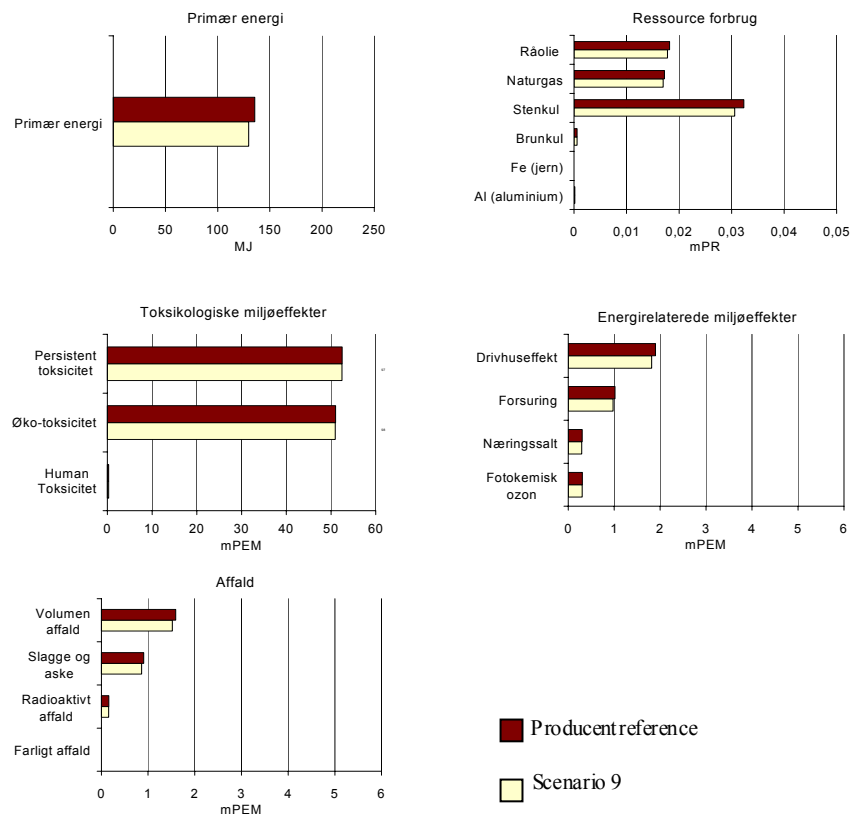 Primær energi
Primær energi
0 50 100 150 200 250
MJ
Ressource forbrug
Råolie
Naturgas
Stenkul
Brunkul
Fe (jern)
Al (aluminium)
0 0,01 0,02 0,03 0,04 0,05
mPR
Toksikologiske miljøeffekter
Persistent
toksicitet
Øko-toksicitet
Human
Toksicitet
0 10 20 30 40 50 60
mPEM
Energirelaterede miljøeffekter
Drivhuseffekt
Forsuring
Næringssalt
Fotokemisk
ozon
0 1 2 3 4 5 6
mPEM
Affald
Volumen
affald
Slagge og
aske
Radioaktivt
affald
Farligt affald
0 1 2 3 4 5 6
mPEM
Producentreference
Scenario 9